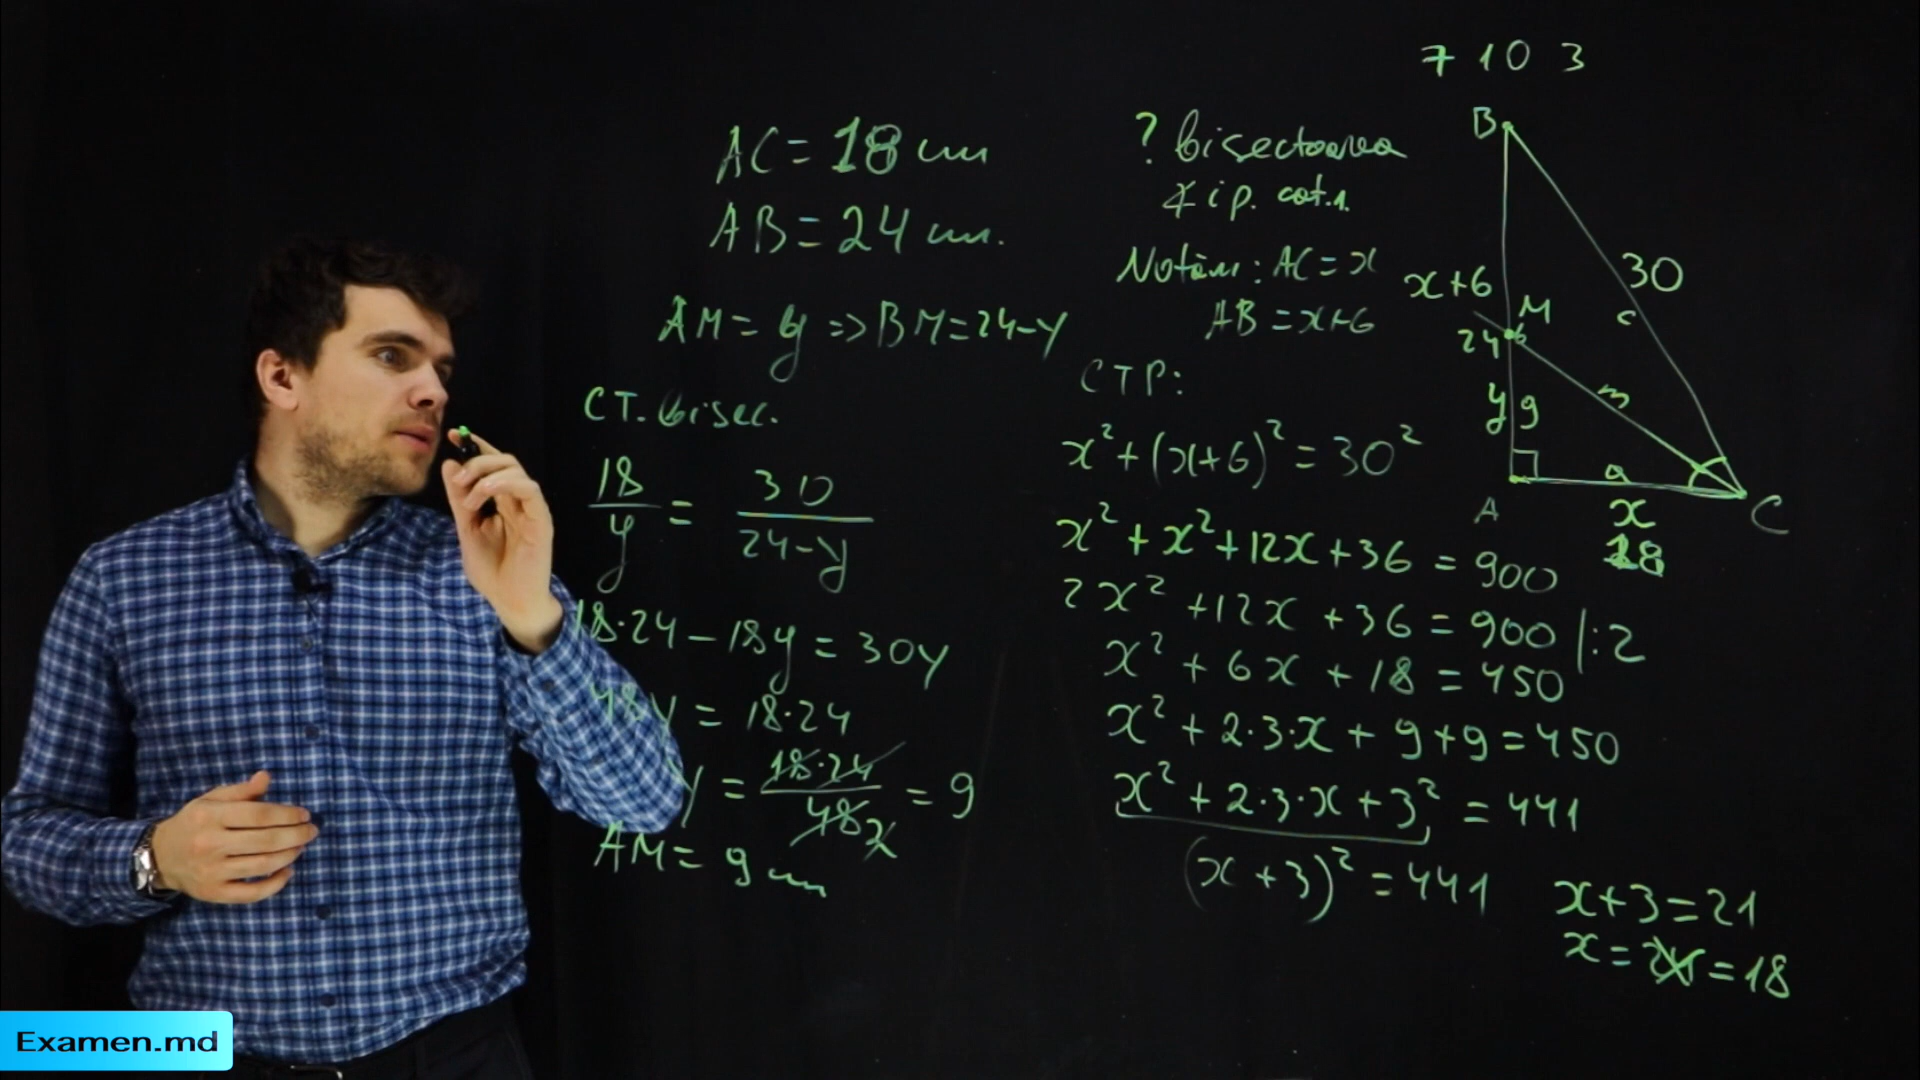 7 10 3
AC = 18 cm
AB = 24 cm.
AM = y => BM = 24-y
CT. bisec.
18/y = 30/(24-y)
18·24 - 18y = 30y
48y = 18·24
y = 18·24/48 2 = 9
AM = 9 cm
? bisectoarea
∢ ip. cat.1.
Notăm: AC = x
AB = x+6
СТР:
x² + (x+6)² = 30²
x² + x² + 12x + 36 = 900
2x² + 12x + 36 = 900 |:2
x² + 6x + 18 = 450
x² + 2·3·x + 9 + 9 = 450
x² + 2·3·x + 3² = 441
(x+3)² = 441
x+3 = 21
x = = 18
B
x+6
30
c
M
24
6
y 9
m
a
A
x
C
18
Examen.md